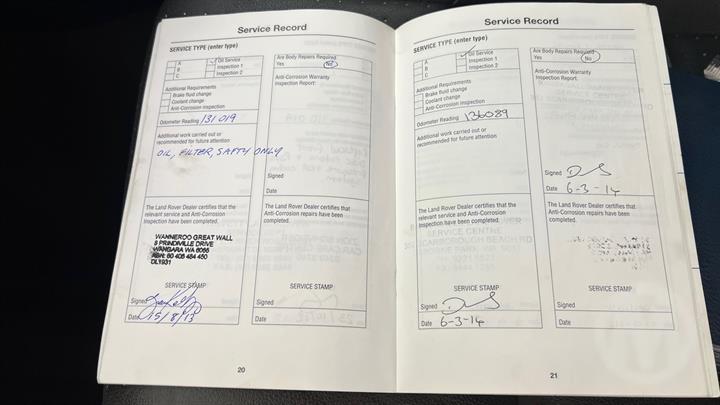 Service Record
SERVICE TYPE (enter type)
A
B
C
Oil Service
Inspection 1
Inspection 2
Additional Requirements
Brake fluid change
Coolant change
Anti-Corrosion inspection
Odometer Reading 131019
Additional work carried out or
recommended for future attention
OIL, FILTER, SAFTY ONLY
The Land Rover Dealer certifies that the
relevant service and Anti-Corrosion
Inspection have been completed.
WANNEROO GREAT WALL
8 PRINDIVILLE DRIVE
WANGARA WA 6065
DL1931
SERVICE STAMP
Signed
Date 15/8/13
Are Body Repairs Required
Yes No
Anti-Corrosion Warranty
Inspection Report:
Signed
Date
The Land Rover Dealer certifies that
Anti-Corrosion repairs have been
completed.
SERVICE STAMP
Signed
Date
20
Service Record
SERVICE TYPE (enter type)
A
B
C
Oil Service
Inspection 1
Inspection 2
Additional Requirements
Brake fluid change
Coolant change
Anti-Corrosion inspection
Odometer Reading 136089
Additional work carried out or
recommended for future attention
The Land Rover Dealer certifies that the
relevant service and Anti-Corrosion
Inspection have been completed.
SERVICE STAMP
Signed
Date 6-3-14
Are Body Repairs Required
Yes No
Anti-Corrosion Warranty
Inspection Report:
Signed
Date 6-3-14
The Land Rover Dealer certifies that
Anti-Corrosion repairs have been
completed.
SERVICE STAMP
Signed
Date
21